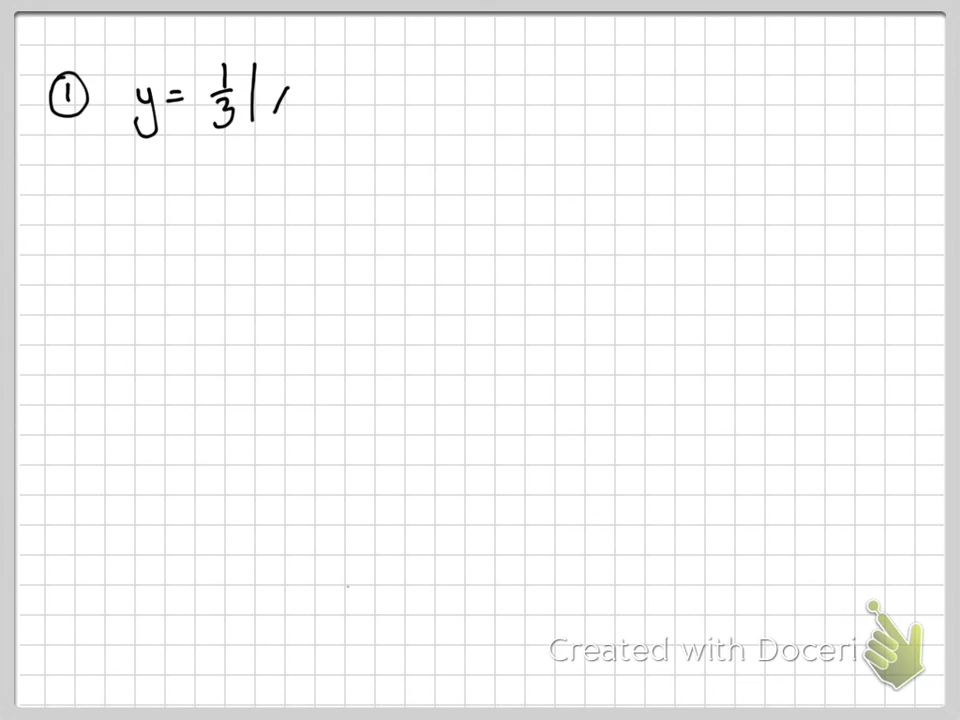 ① y = 1/3 | /
Created with Doceri